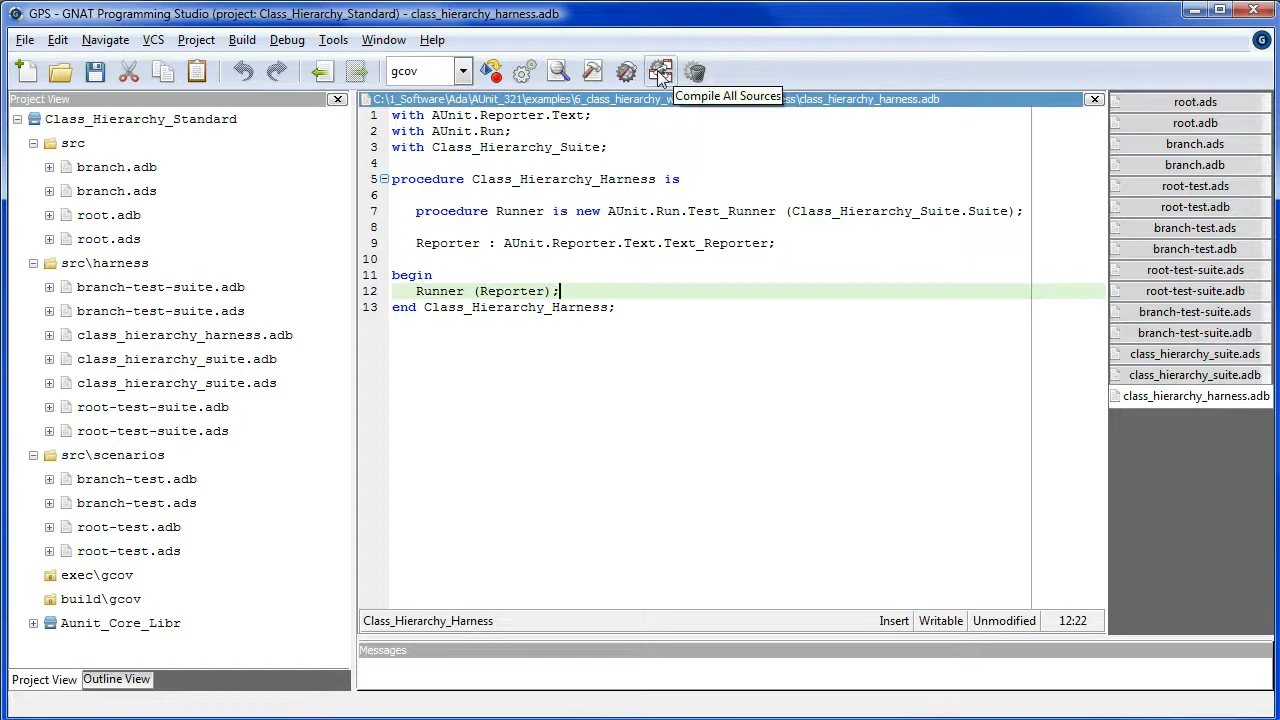 GPS - GNAT Programming Studio (project: Class_Hierarchy_Standard) - class_hierarchy_harness.adb
File Edit Navigate VCS Project Build Debug Tools Window Help
gcov
Compile All Sources
Project View
Class_Hierarchy_Standard
src
branch.adb
branch.ads
root.adb
root.ads
src\harness
branch-test-suite.adb
branch-test-suite.ads
class_hierarchy_harness.adb
class_hierarchy_suite.adb
class_hierarchy_suite.ads
root-test-suite.adb
root-test-suite.ads
src\scenarios
branch-test.adb
branch-test.ads
root-test.adb
root-test.ads
exec\gcov
build\gcov
Aunit_Core_Libr
Project View Outline View
C:\1_Software\Ada\AUnit_321\examples\6_class_hierarchy_w ess\class_hierarchy_harness.adb
1 with AUnit.Reporter.Text;
2 with AUnit.Run;
3 with Class_Hierarchy_Suite;
4
5 procedure Class_Hierarchy_Harness is
6
7 procedure Runner is new AUnit.Run.Test_Runner (Class_Hierarchy_Suite.Suite);
8
9 Reporter : AUnit.Reporter.Text.Text_Reporter;
10
11 begin
12 Runner (Reporter);
13 end Class_Hierarchy_Harness;
Class_Hierarchy_Harness Insert Writable Unmodified 12:22
Messages
root.ads
root.adb
branch.ads
branch.adb
root-test.ads
root-test.adb
branch-test.ads
branch-test.adb
root-test-suite.ads
root-test-suite.adb
branch-test-suite.ads
branch-test-suite.adb
class_hierarchy_suite.ads
class_hierarchy_suite.adb
class_hierarchy_harness.adb